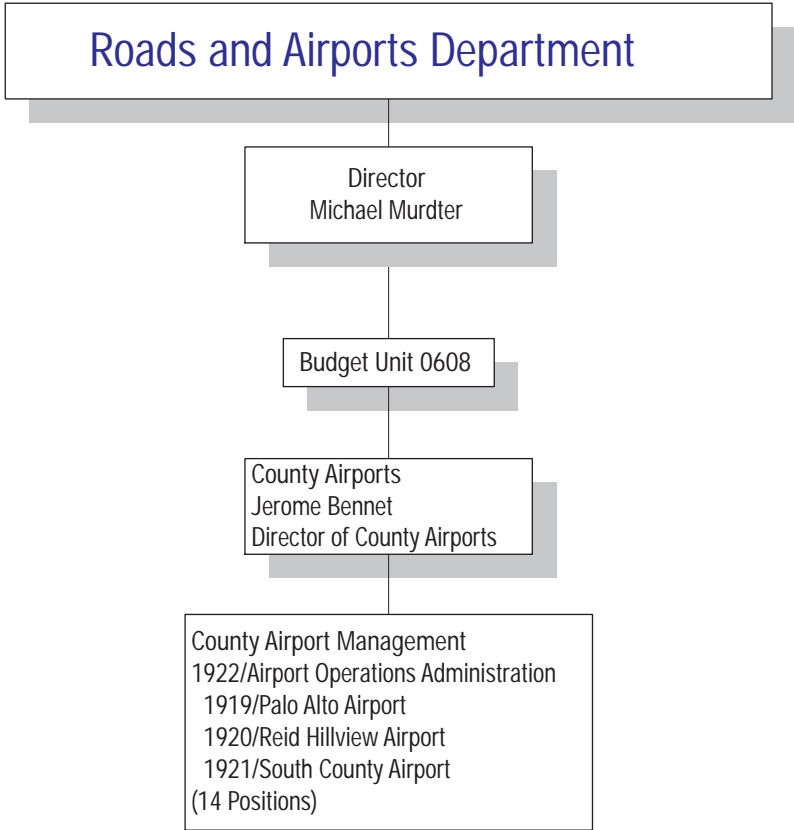 Roads and Airports Department
Director
Michael Murdter
Budget Unit 0608
County Airports
Jerome Bennet
Director of County Airports
County Airport Management
1922/Airport Operations Administration
1919/Palo Alto Airport
1920/Reid Hillview Airport
1921/South County Airport
(14 Positions)